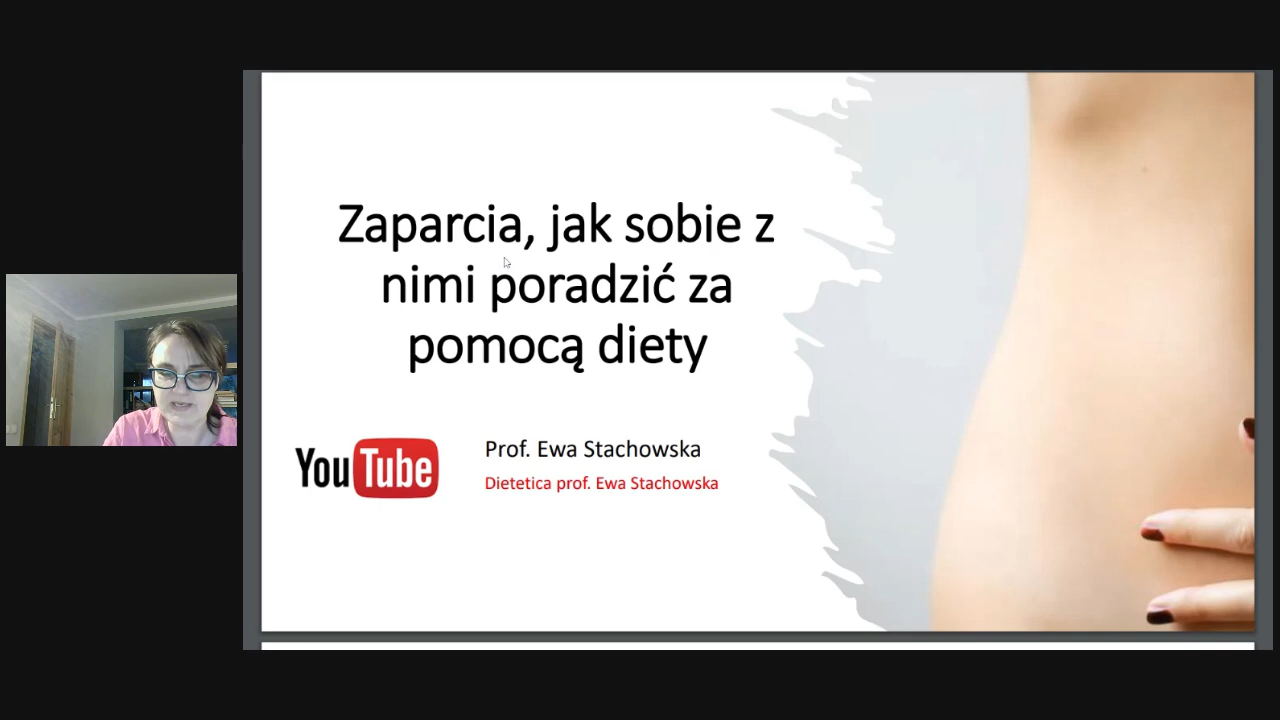 Zaparcia, jak sobie z
nimi poradzić za
pomocą diety
YouTube
Prof. Ewa Stachowska
Dietetica prof. Ewa Stachowska